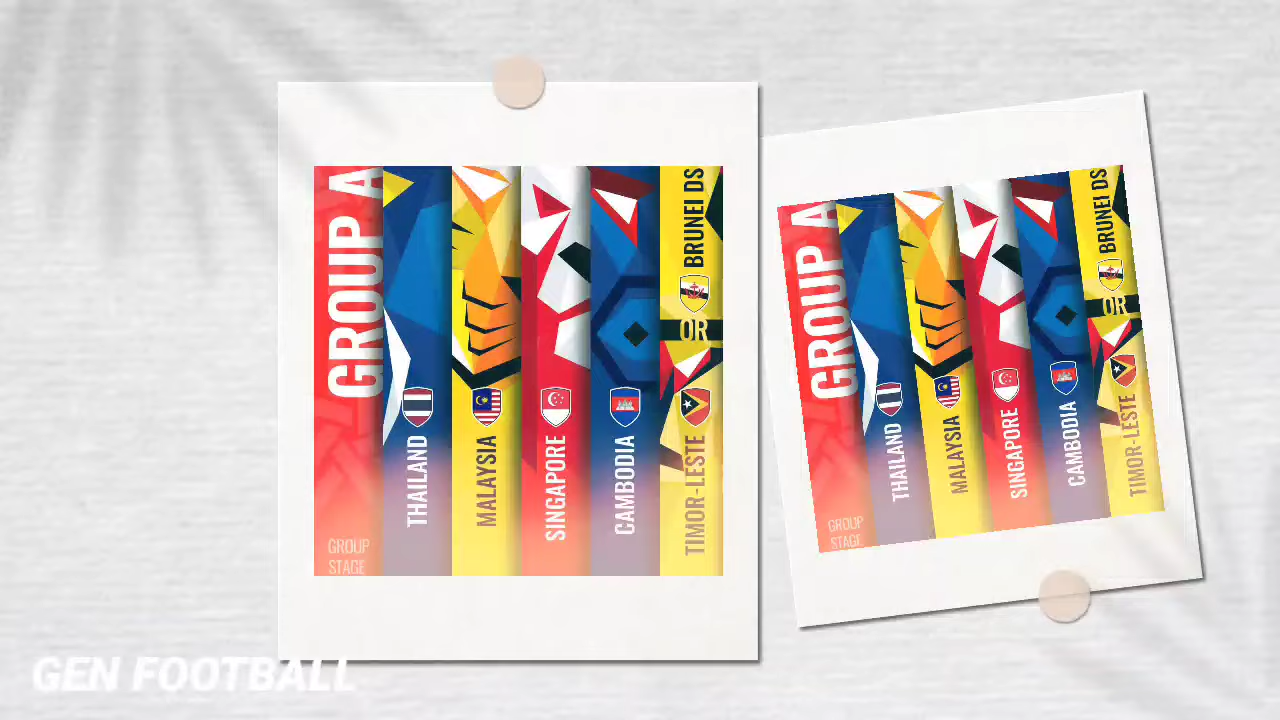 GROUP A
THAILAND
MALAYSIA
SINGAPORE
CAMBODIA
BRUNEI DS
OR
TIMOR-LESTE
GROUP
STAGE
GROUP A
THAILAND
MALAYSIA
SINGAPORE
CAMBODIA
BRUNEI DS
OR
TIMOR-LESTE
GROUP
STAGE
GEN FOOTBALL